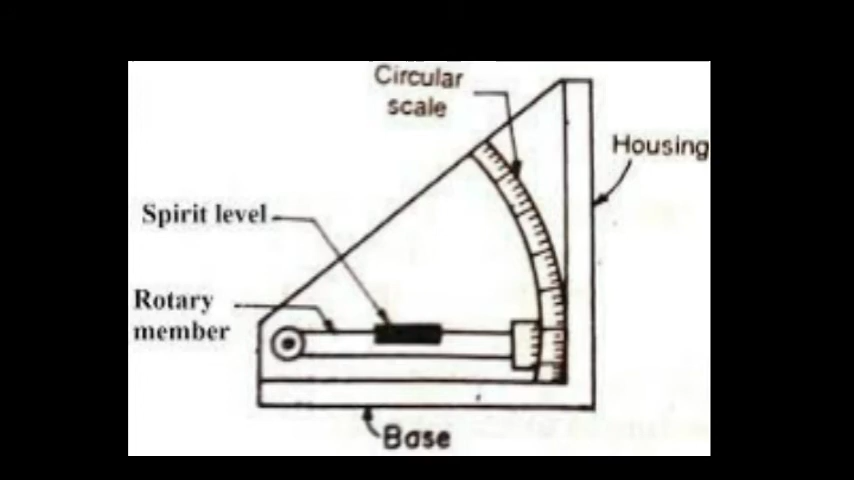 Circular
scale
Housing
Spirit level
Rotary
member
Base